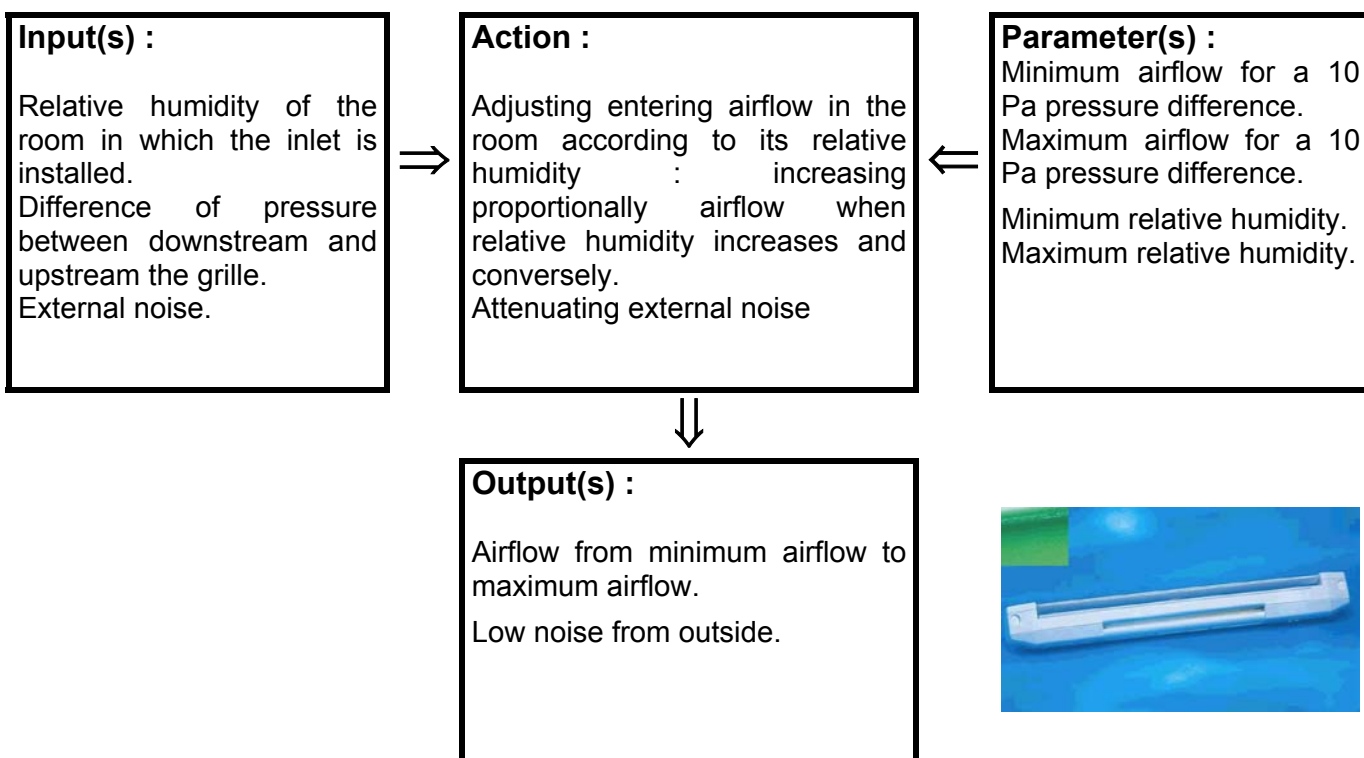 Input(s) :
Relative humidity of the
room in which the inlet is
installed.
Difference of pressure
between downstream and
upstream the grille.
External noise.
⇒
Action :
Adjusting entering airflow in the
room according to its relative
humidity : increasing
proportionally airflow when
relative humidity increases and
conversely.
Attenuating external noise
⇐
Parameter(s) :
Minimum airflow for a 10
Pa pressure difference.
Maximum airflow for a 10
Pa pressure difference.
Minimum relative humidity.
Maximum relative humidity.
⇓
Output(s) :
Airflow from minimum airflow to
maximum airflow.
Low noise from outside.